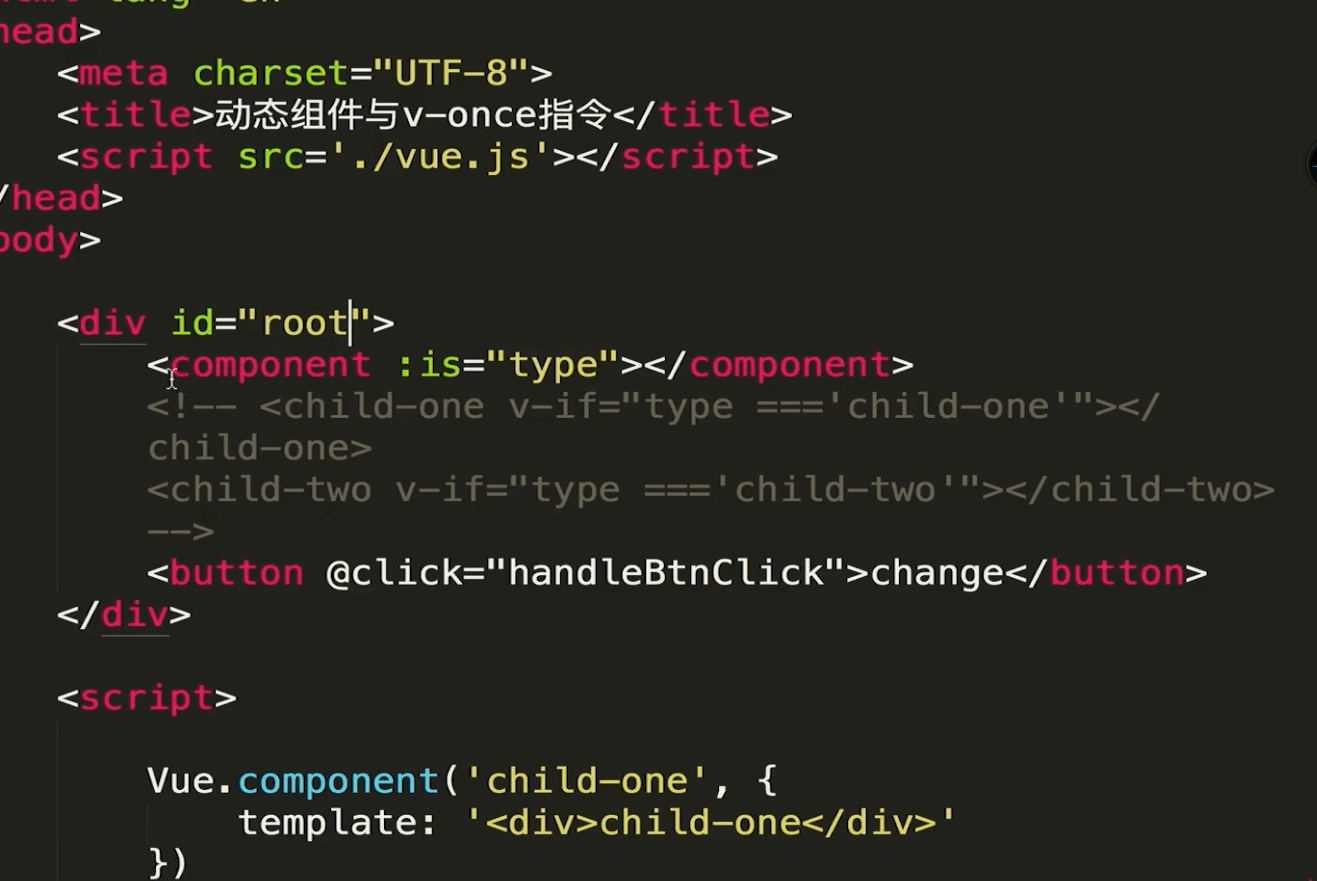 head>
<meta charset="UTF-8">
<title>动态组件与v-once指令</title>
<script src='./vue.js'></script>
/head>
body>
<div id="root">
<component :is="type"></component>
<!-- <child-one v-if="type ==='child-one'"></
child-one>
<child-two v-if="type ==='child-two'"></child-two>
-->
<button @click="handleBtnClick">change</button>
</div>
<script>
Vue.component('child-one', {
template: '<div>child-one</div>'
})